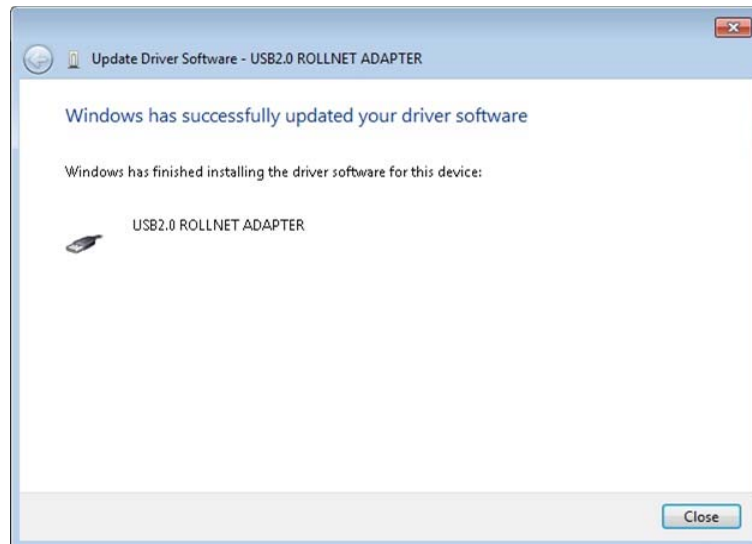 Update Driver Software - USB2.0 ROLLNET ADAPTER
Windows has successfully updated your driver software
Windows has finished installing the driver software for this device:
USB2.0 ROLLNET ADAPTER
Close